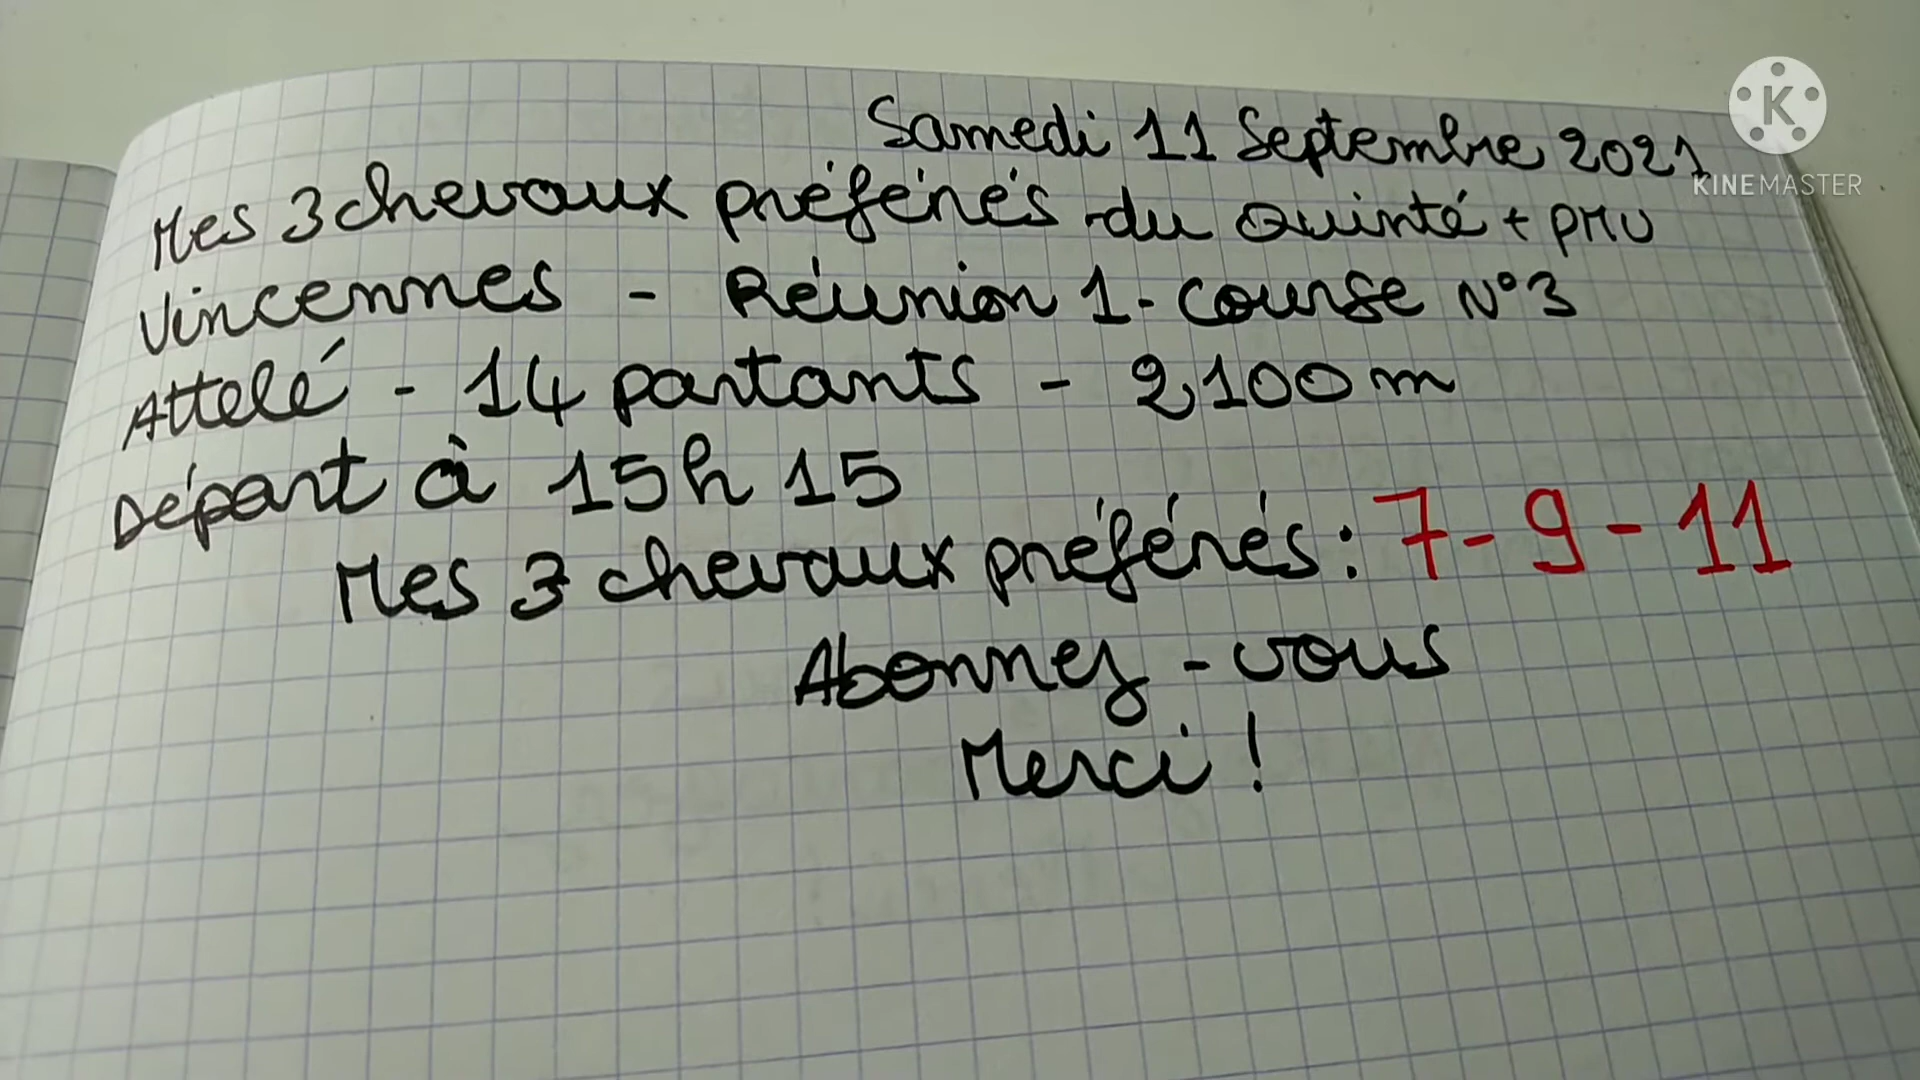 Samedi 11 Septembre 2021
Mes 3 chevaux préférés du Quinté + PMU
Vincennes - Réunion 1 - Course N°3
Attelé - 14 partants - 2100 m
Départ à 15h15
Mes 3 chevaux préférés : 7 - 9 - 11
Abonnez-vous
Merci !
K
KINEMASTER